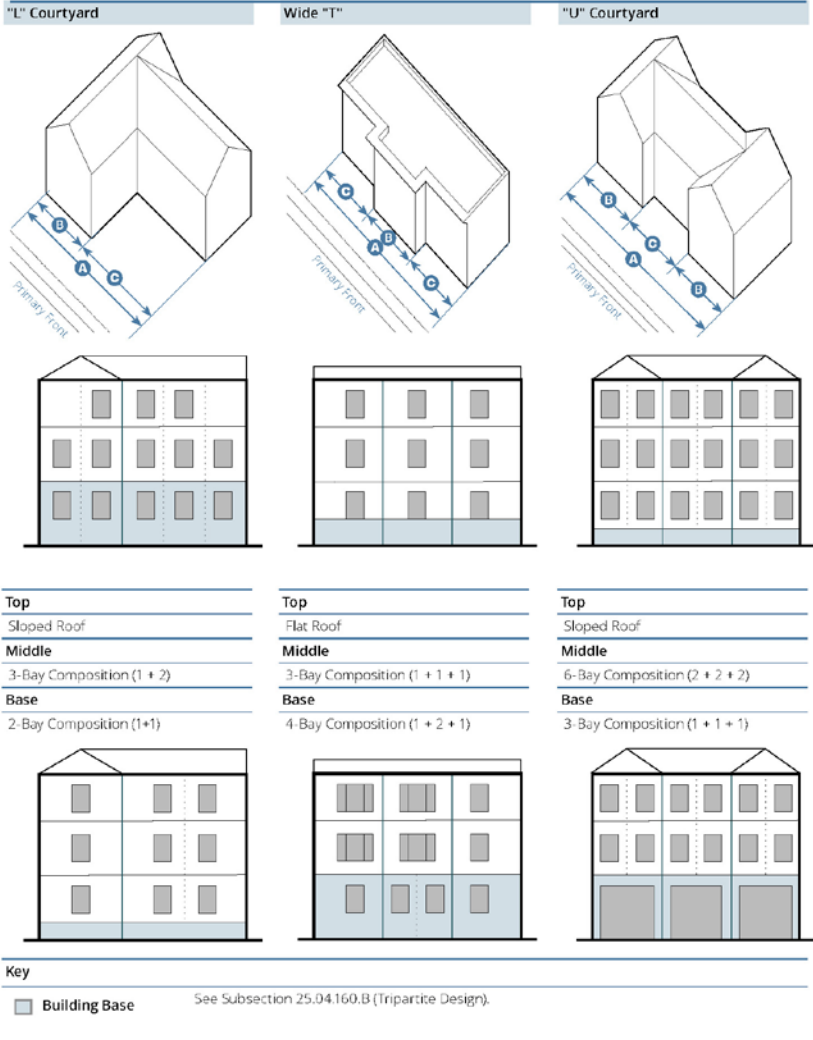 "L" Courtyard
Wide "T"
"U" Courtyard
B
A
C
Primary Front
C
B
A
C
Primary Front
B
C
A
B
Primary Front
Top
Sloped Roof
Middle
3-Bay Composition (1 + 2)
Base
2-Bay Composition (1+1)
Top
Flat Roof
Middle
3-Bay Composition (1 + 1 + 1)
Base
4-Bay Composition (1 + 2 + 1)
Top
Sloped Roof
Middle
6-Bay Composition (2 + 2 + 2)
Base
3-Bay Composition (1 + 1 + 1)
Key
Building Base
See Subsection 25.04.160.B (Tripartite Design).